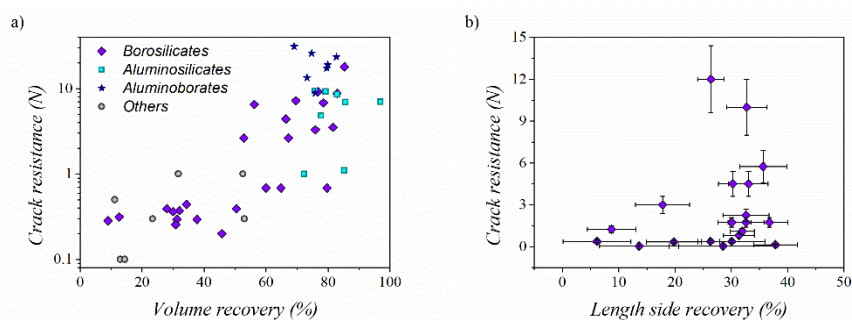 a)
Crack resistance (N)
10
1
0.1
Borosilicates
Aluminosilicates
Aluminoborates
Others
0 20 40 60 80 100
Volume recovery (%)
b)
Crack resistance (N)
15
12
9
6
3
0
0 10 20 30 40 50
Length side recovery (%)